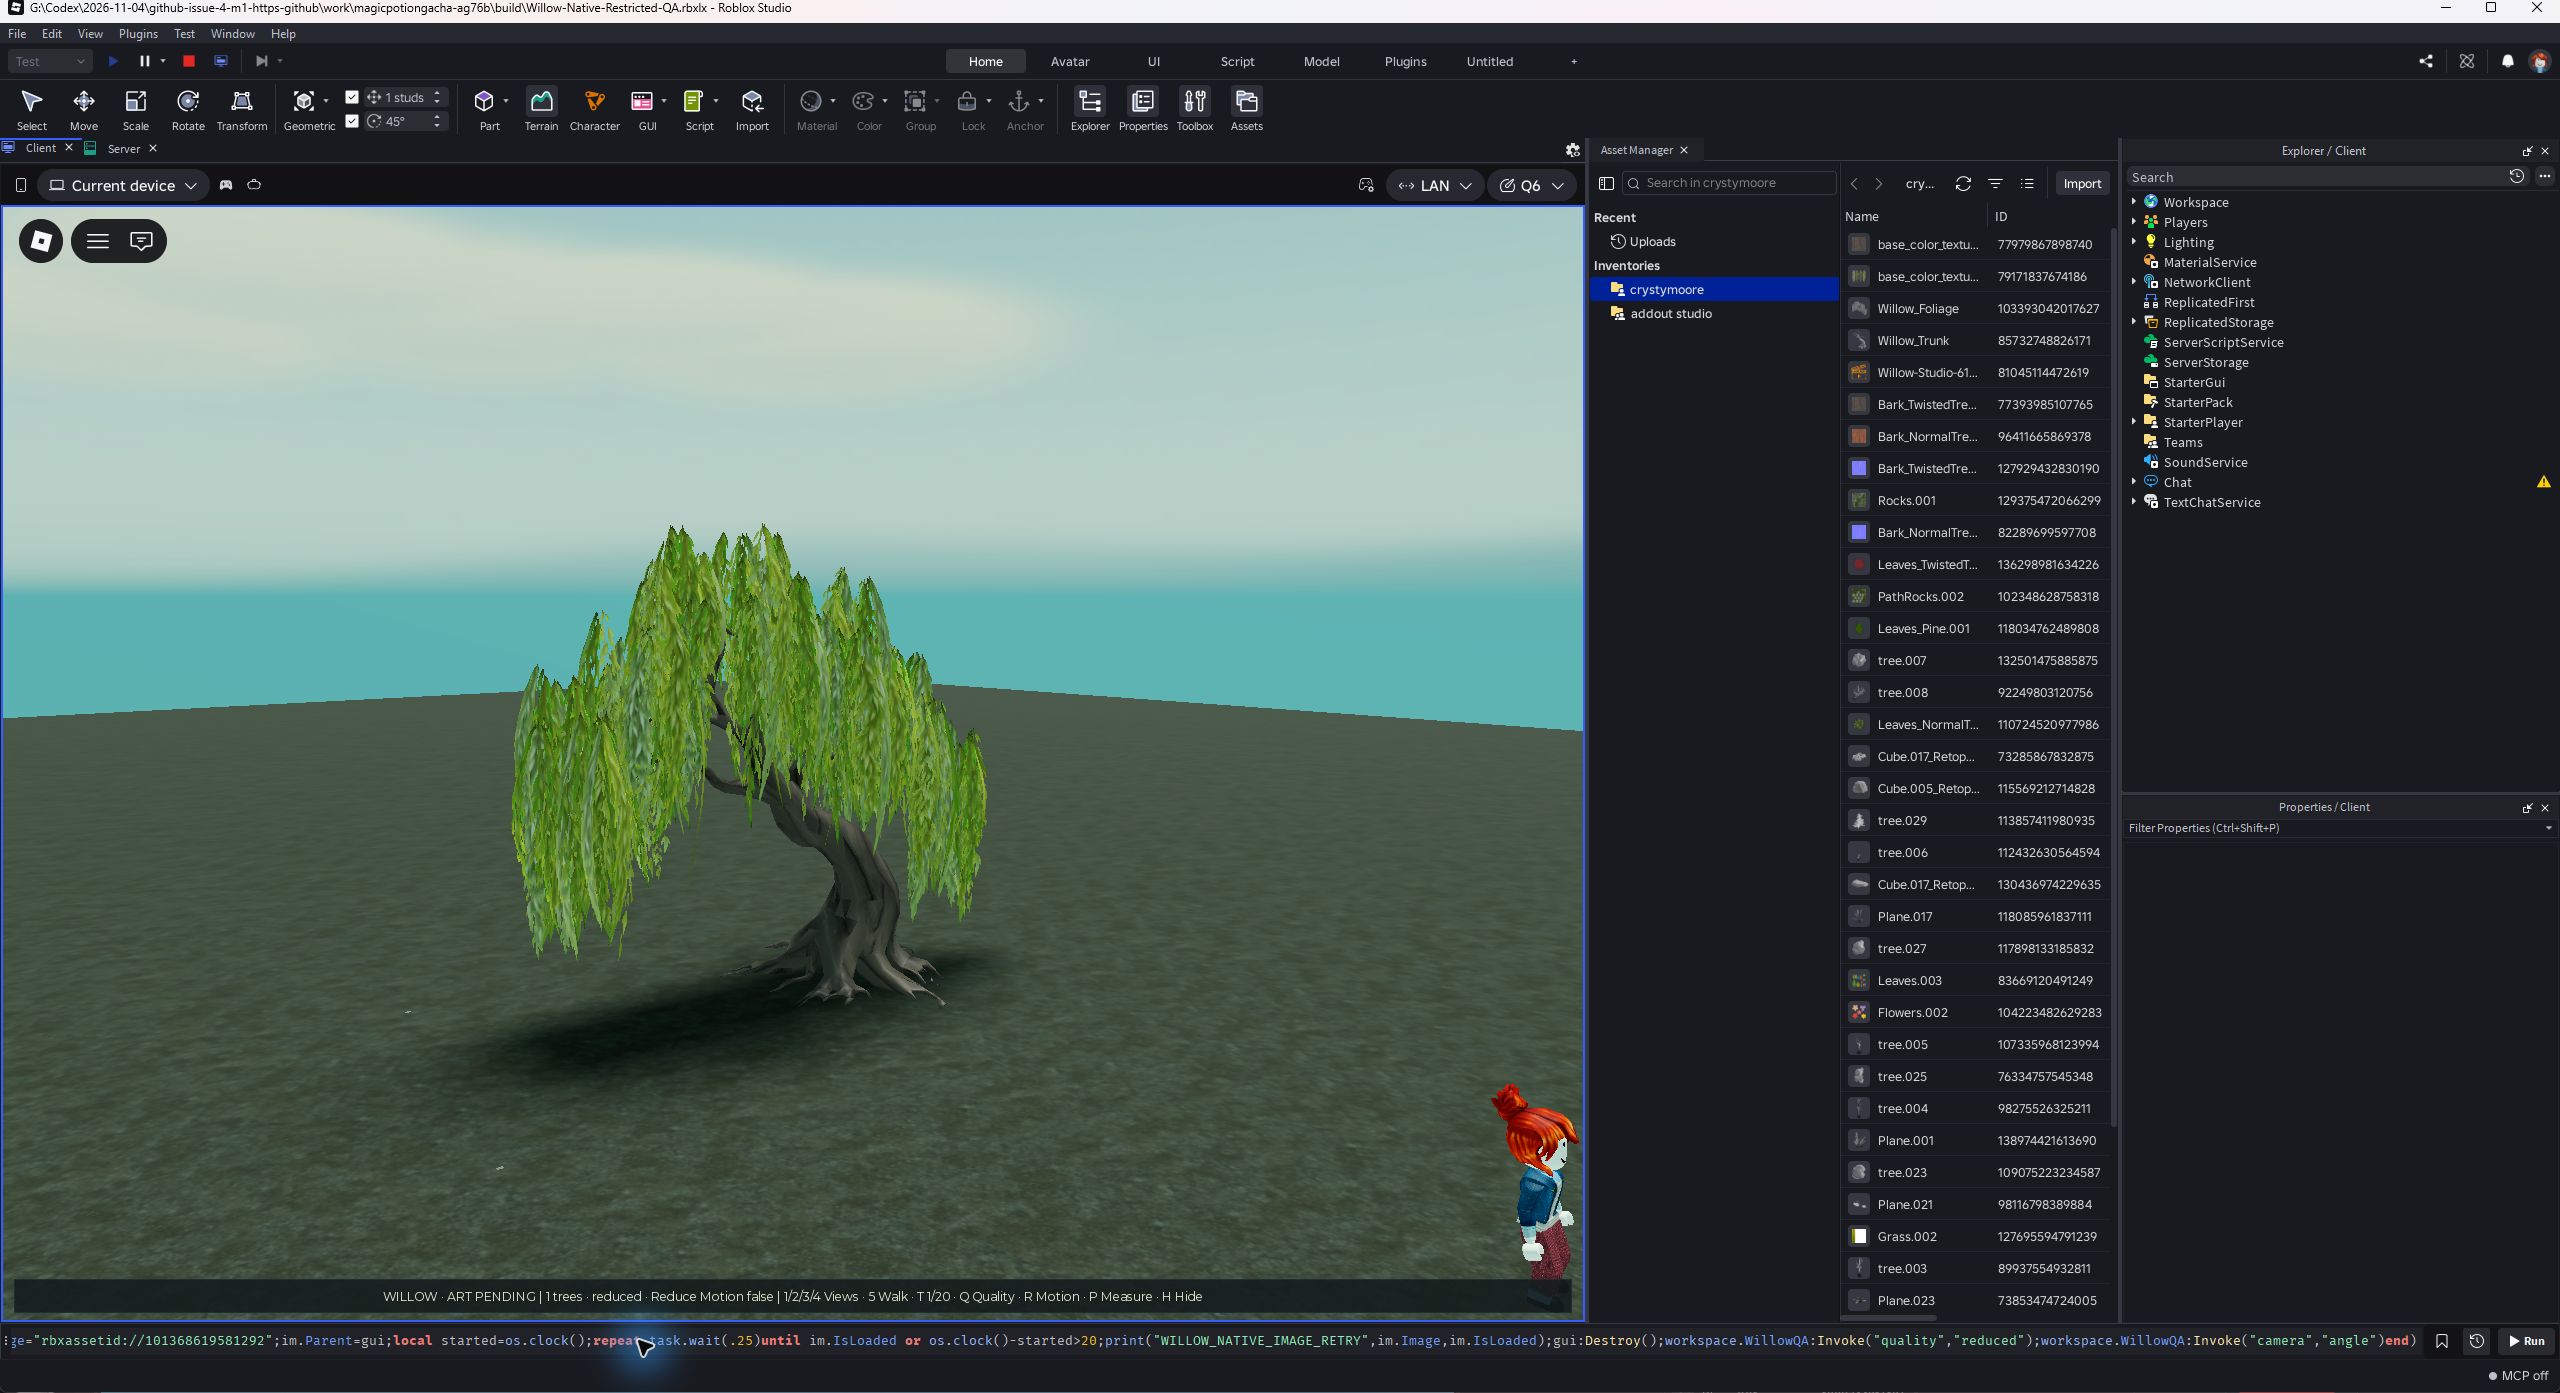 G:\Codex\2026-11-04\github-issue-4-m1-https-github\work\magicpotiongacha-ag76b\build\Willow-Native-Restricted-QA.rbxlx - Roblox Studio
File Edit View Plugins Test Window Help
Test
Home Avatar UI Script Model Plugins Untitled +
1 studs
45°
Select Move Scale Rotate Transform Geometric Part Terrain Character GUI Script Import Material Color Group Lock Anchor Explorer Properties Toolbox Assets
Client Server
Current device LAN Q6
Asset Manager
Search in crystymoore
cry... Import
Recent
Uploads
Inventories
crystymoore
addout studio
Name ID
base_color_textu... 77979867898740
base_color_textu... 79171837674186
Willow_Foliage 103393042017627
Willow_Trunk 85732748826171
Willow-Studio-61... 81045114472619
Bark_TwistedTre... 77393985107765
Bark_NormalTre... 96411665869378
Bark_TwistedTre... 127929432830190
Rocks.001 129375472066299
Bark_NormalTre... 82289699597708
Leaves_TwistedT... 136298981634226
PathRocks.002 102348628758318
Leaves_Pine.001 118034762489808
tree.007 132501475885875
tree.008 92249803120756
Leaves_NormalT... 110724520977986
Cube.017_Retop... 73285867832875
Cube.005_Retop... 115569212714828
tree.029 113857411980935
tree.006 112432630564594
Cube.017_Retop... 130436974229635
Plane.017 118085961837111
tree.027 117898133185832
Leaves.003 83669120491249
Flowers.002 104223482629283
tree.005 107335968123994
tree.025 76334757545348
tree.004 98275526325211
Plane.001 138974421613690
tree.023 109075223234587
Plane.021 98116798389884
Grass.002 127695594791239
tree.003 89937554932811
Plane.023 73853474724005
Explorer / Client
Search
Workspace
Players
Lighting
MaterialService
NetworkClient
ReplicatedFirst
ReplicatedStorage
ServerScriptService
ServerStorage
StarterGui
StarterPack
StarterPlayer
Teams
SoundService
Chat
TextChatService
Properties / Client
Filter Properties (Ctrl+Shift+P)
WILLOW · ART PENDING | 1 trees · reduced · Reduce Motion false | 1/2/3/4 Views · 5 Walk · T 1/20 · Q Quality · R Motion · P Measure · H Hide
ge="rbxassetid://101368619581292";im.Parent=gui;local started=os.clock();repeat task.wait(.25)until im.IsLoaded or os.clock()-started>20;print("WILLOW_NATIVE_IMAGE_RETRY",im.Image,im.IsLoaded);gui:Destroy();workspace.WillowQA:Invoke("quality","reduced");workspace.WillowQA:Invoke("camera","angle")end)
Run
MCP off